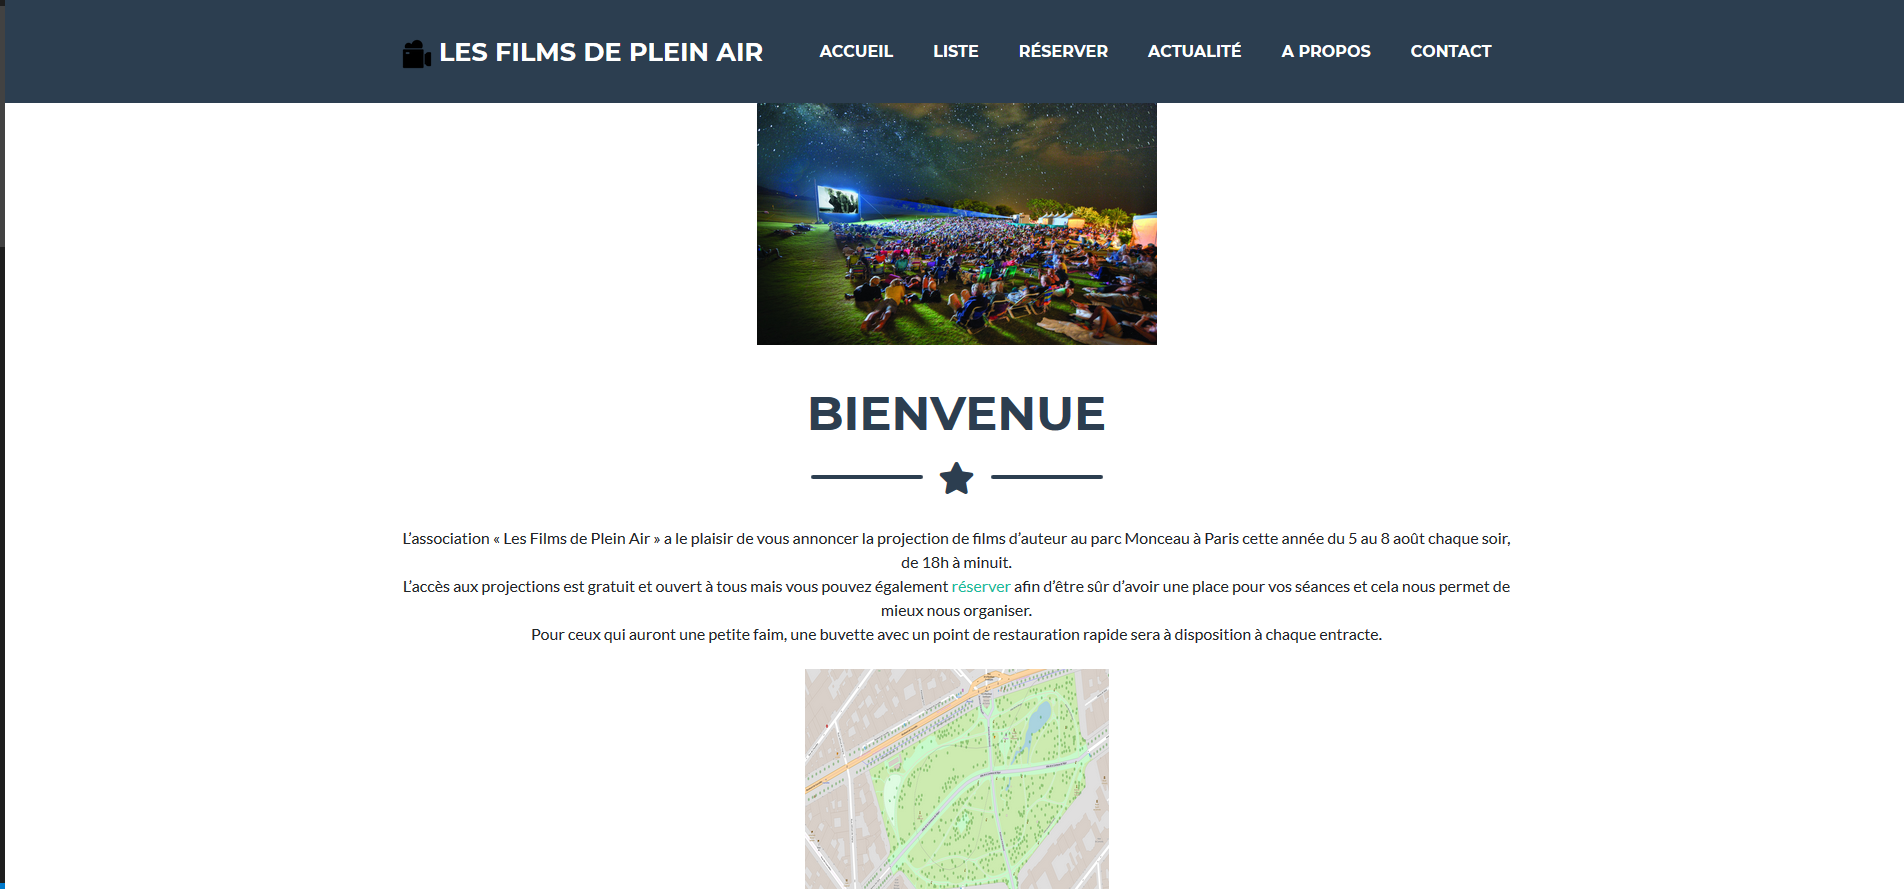 LES FILMS DE PLEIN AIR ACCUEIL LISTE RÉSERVER ACTUALITÉ A PROPOS CONTACT
BIENVENUE
L’association « Les Films de Plein Air » a le plaisir de vous annoncer la projection de films d’auteur au parc Monceau à Paris cette année du 5 au 8 août chaque soir,
de 18h à minuit.
L’accès aux projections est gratuit et ouvert à tous mais vous pouvez également réserver afin d’être sûr d’avoir une place pour vos séances et cela nous permet de
mieux nous organiser.
Pour ceux qui auront une petite faim, une buvette avec un point de restauration rapide sera à disposition à chaque entracte.